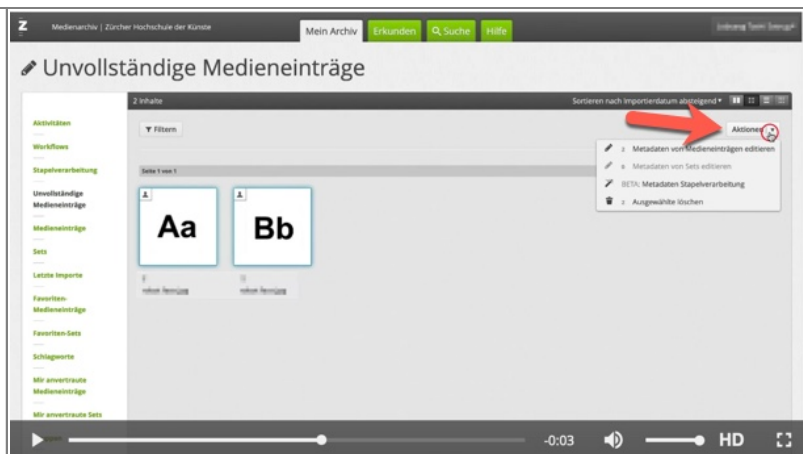 Z Medienarchiv | Zürcher Hochschule der Künste
Mein Archiv Erkunden Suche Hilfe
Unvollständige Medieneinträge
2 Inhalte
Sortieren nach Importierdatum absteigend
Aktivitäten
Workflows
Stapelverarbeitung
Unvollständige
Medieneinträge
Medieneinträge
Sets
Letzte Importe
Favoriten-
Medieneinträge
Favoriten-Sets
Schlagworte
Mir anvertraute
Medieneinträge
Mir anvertraute Sets
Filtern
Aktionen
Seite 1 von 1
2 Metadaten von Medieneinträgen editieren
Metadaten von Sets editieren
BETA: Metadaten Stapelverarbeitung
2 Ausgewählte löschen
Aa
Bb
-0:03
HD